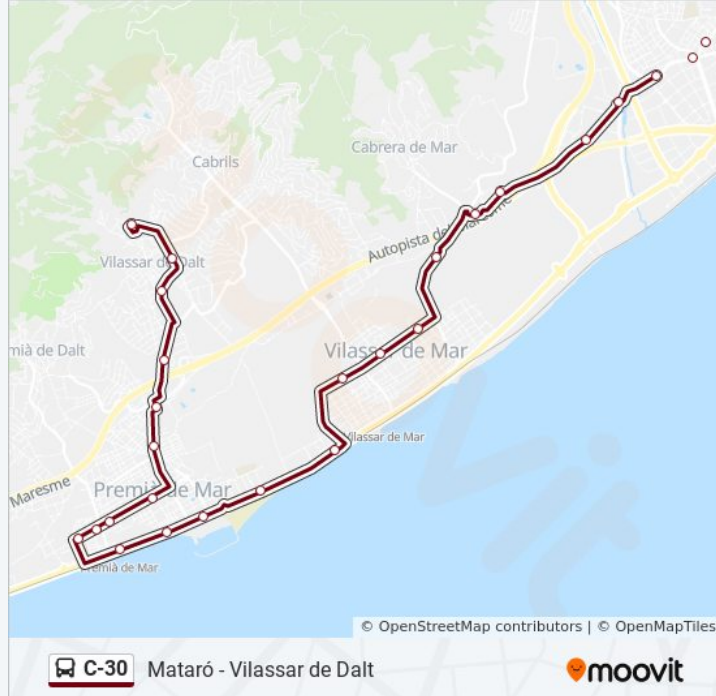 Cabrils
Cabrera de Mar
Autopista del Maresme
Vilassar de Dalt
mià de Dalt
Vilassar de Mar
Vilassar de Mar
Maresme
Premià de Mar
Premià de Mar
© OpenStreetMap contributors | © OpenMapTiles
C-30 Mataró - Vilassar de Dalt
moovit